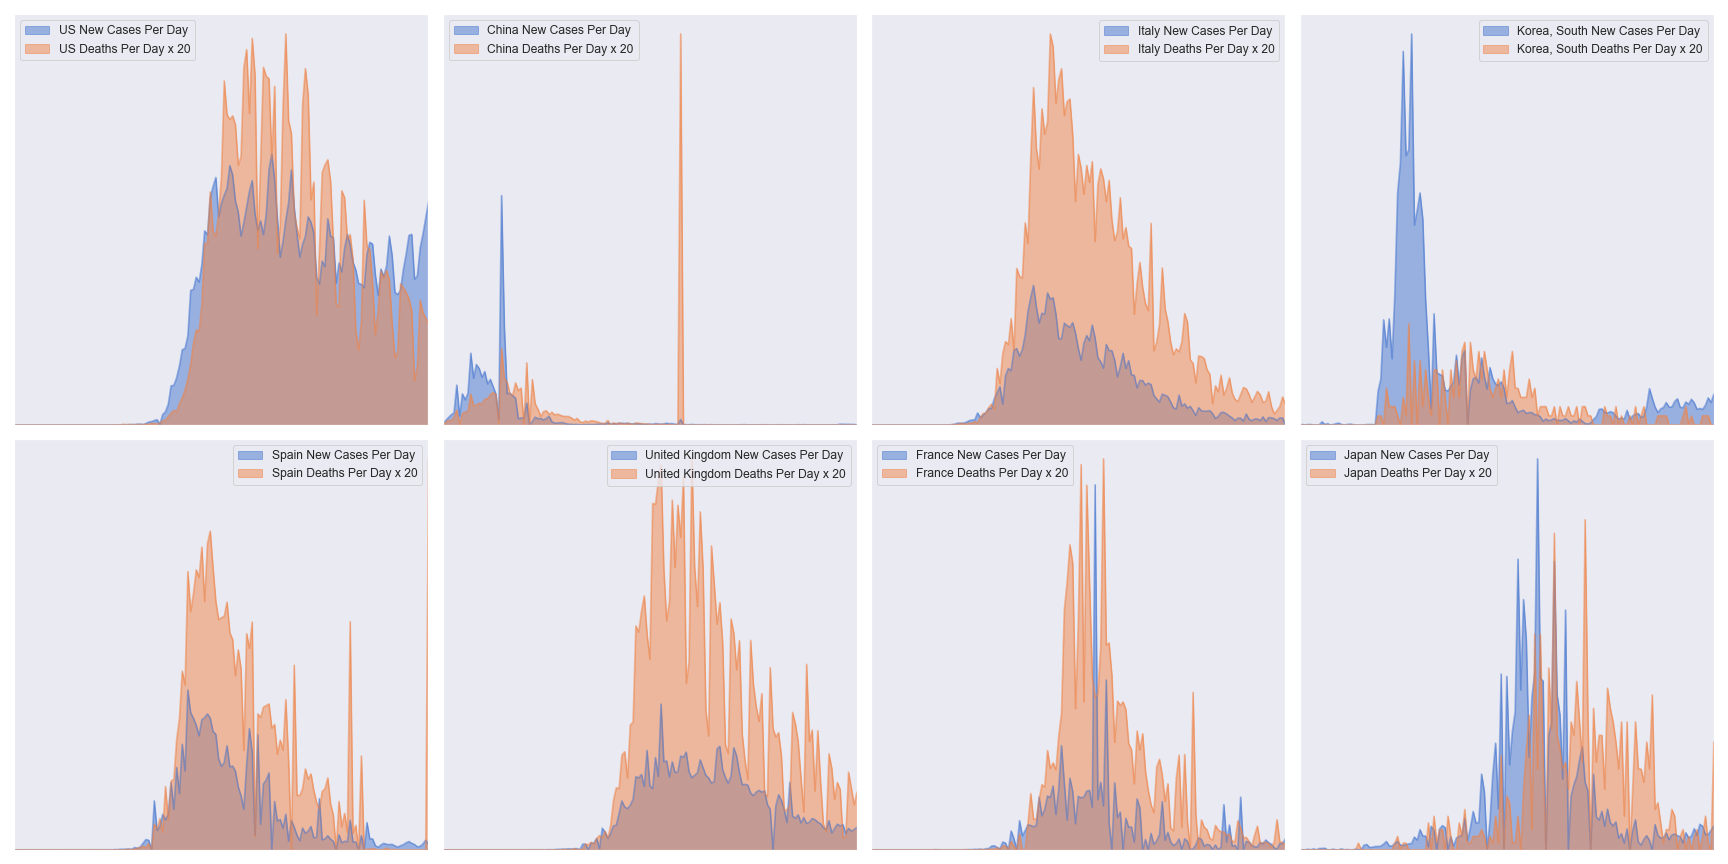 US New Cases Per Day
US Deaths Per Day x 20
China New Cases Per Day
China Deaths Per Day x 20
Italy New Cases Per Day
Italy Deaths Per Day x 20
Korea, South New Cases Per Day
Korea, South Deaths Per Day x 20
Spain New Cases Per Day
Spain Deaths Per Day x 20
United Kingdom New Cases Per Day
United Kingdom Deaths Per Day x 20
France New Cases Per Day
France Deaths Per Day x 20
Japan New Cases Per Day
Japan Deaths Per Day x 20